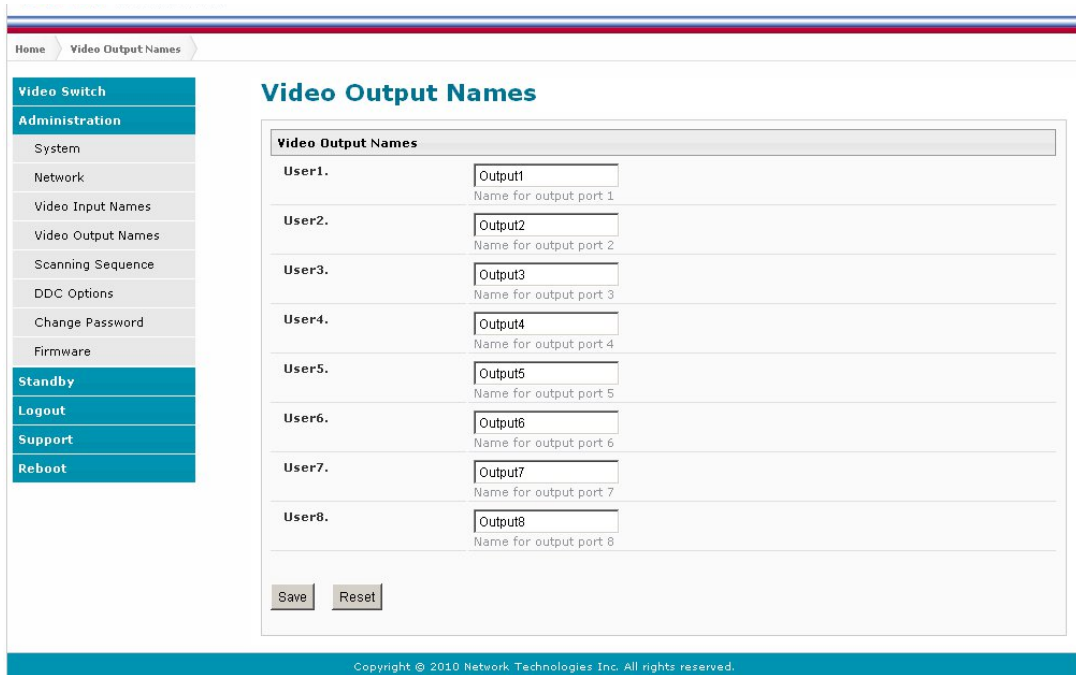 Home
Video Output Names
Video Switch
Administration
System
Network
Video Input Names
Video Output Names
Scanning Sequence
DDC Options
Change Password
Firmware
Standby
Logout
Support
Reboot
Video Output Names
Video Output Names
User1.
Output1
Name for output port 1
User2.
Output2
Name for output port 2
User3.
Output3
Name for output port 3
User4.
Output4
Name for output port 4
User5.
Output5
Name for output port 5
User6.
Output6
Name for output port 6
User7.
Output7
Name for output port 7
User8.
Output8
Name for output port 8
Save
Reset
Copyright © 2010 Network Technologies Inc. All rights reserved.